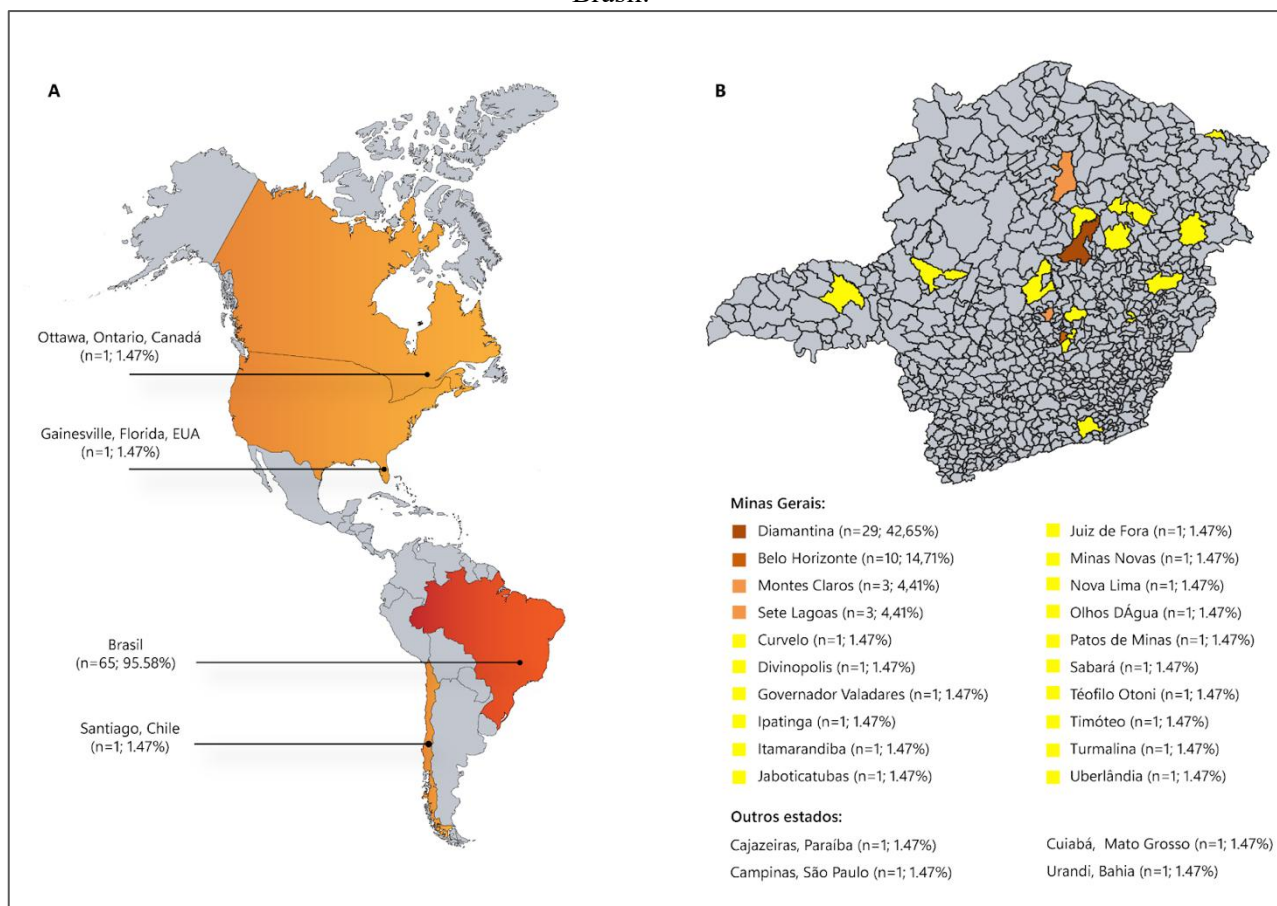 Brasil.
A
Ottawa, Ontario, Canadá
(n=1; 1.47%)
Gainesville, Florida, EUA
(n=1; 1.47%)
Brasil
(n=65; 95.58%)
Santiago, Chile
(n=1; 1.47%)
B
Minas Gerais:
Diamantina (n=29; 42,65%)
Belo Horizonte (n=10; 14,71%)
Montes Claros (n=3; 4,41%)
Sete Lagoas (n=3; 4,41%)
Curvelo (n=1; 1.47%)
Divinopolis (n=1; 1.47%)
Governador Valadares (n=1; 1.47%)
Ipatinga (n=1; 1.47%)
Itamarandiba (n=1; 1.47%)
Jaboticatubas (n=1; 1.47%)
Juiz de Fora (n=1; 1.47%)
Minas Novas (n=1; 1.47%)
Nova Lima (n=1; 1.47%)
Olhos DÁgua (n=1; 1.47%)
Patos de Minas (n=1; 1.47%)
Sabará (n=1; 1.47%)
Téofilo Otoni (n=1; 1.47%)
Timóteo (n=1; 1.47%)
Turmalina (n=1; 1.47%)
Uberlândia (n=1; 1.47%)
Outros estados:
Cajazeiras, Paraíba (n=1; 1.47%)
Campinas, São Paulo (n=1; 1.47%)
Cuiabá, Mato Grosso (n=1; 1.47%)
Urandi, Bahia (n=1; 1.47%)